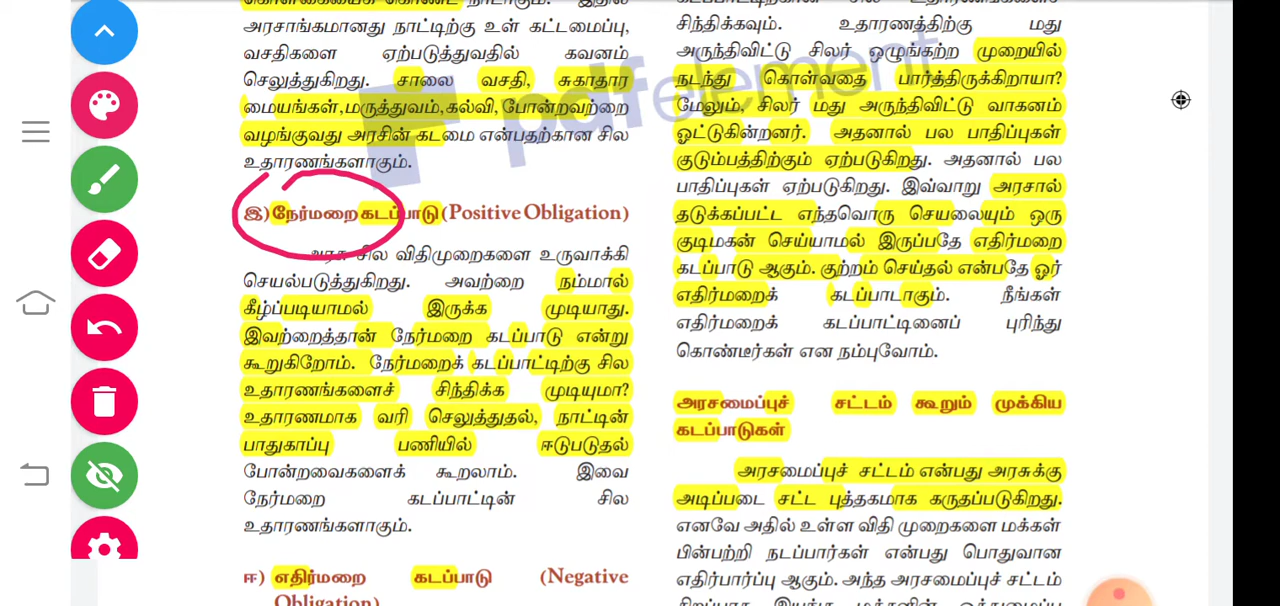 கொள்கையைக் கொண்ட நாடாகும். இதில்
அரசாங்கமானது நாட்டிற்கு உள் கட்டமைப்பு,
வசதிகளை ஏற்படுத்துவதில் கவனம்
செலுத்துகிறது. சாலை வசதி, சுகாதார
மையங்கள்,மருத்துவம்,கல்வி,போன்றவற்றை
வழங்குவது அரசின் கடமை என்பதற்கான சில
உதாரணங்களாகும்.
இ)நேர்மறை கடப்பாடு(Positive Obligation)
அரசு சில விதிமுறைகளை உருவாக்கி
செயல்படுத்துகிறது. அவற்றை நம்மால்
கீழ்ப்படியாமல் இருக்க முடியாது.
இவற்றைத்தான் நேர்மறை கடப்பாடு என்று
கூறுகிறோம். நேர்மறைக் கடப்பாட்டிற்கு சில
உதாரணங்களைச் சிந்திக்க முடியுமா?
உதாரணமாக வரி செலுத்துதல், நாட்டின்
பாதுகாப்பு பணியில் ஈடுபடுதல்
போன்றவைகளைக் கூறலாம். இவை
நேர்மறை கடப்பாட்டின் சில
உதாரணங்களாகும்.
ஈ) எதிர்மறை கடப்பாடு (Negative
Obligation)
சிந்திக்கவும். உதாரணத்திற்கு மது
அருந்திவிட்டு சிலர் ஒழுங்கற்ற முறையில்
நடந்து கொள்வதை பார்த்திருக்கிறாயா?
மேலும், சிலர் மது அருந்திவிட்டு வாகனம்
ஓட்டுகின்றனர். அதனால் பல பாதிப்புகள்
குடும்பத்திற்கும் ஏற்படுகிறது. அதனால் பல
பாதிப்புகள் ஏற்படுகிறது. இவ்வாறு அரசால்
தடுக்கப்பட்ட எந்தவொரு செயலையும் ஒரு
குடிமகன் செய்யாமல் இருப்பதே எதிர்மறை
கடப்பாடு ஆகும். குற்றம் செய்தல் என்பதே ஓர்
எதிர்மறைக் கடப்பாடாகும். நீங்கள்
எதிர்மறைக் கடப்பாட்டினைப் புரிந்து
கொண்டீர்கள் என நம்புவோம்.
அரசமைப்புச் சட்டம் கூறும் முக்கிய
கடப்பாடுகள்
அரசமைப்புச் சட்டம் என்பது அரசுக்கு
அடிப்படை சட்ட புத்தகமாக கருதப்படுகிறது.
எனவே அதில் உள்ள விதி முறைகளை மக்கள்
பின்பற்றி நடப்பார்கள் என்பது பொதுவான
எதிர்பார்ப்பு ஆகும். அந்த அரசமைப்புச் சட்டம்
pdfelement